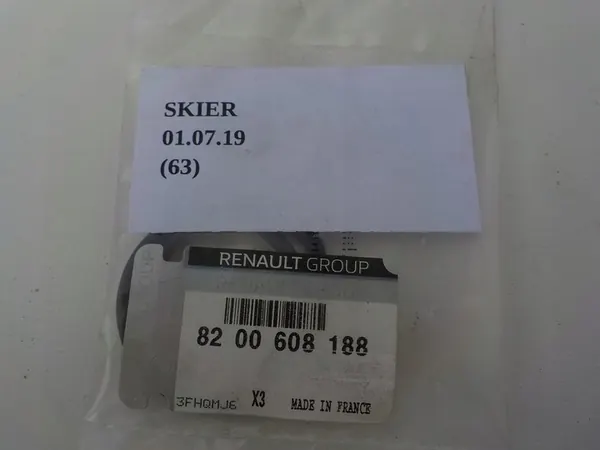 SKIER
01.07.19
(63)
RENAULT GROUP
82 00 608 188
3FHQMJ6 X3 MADE IN FRANCE